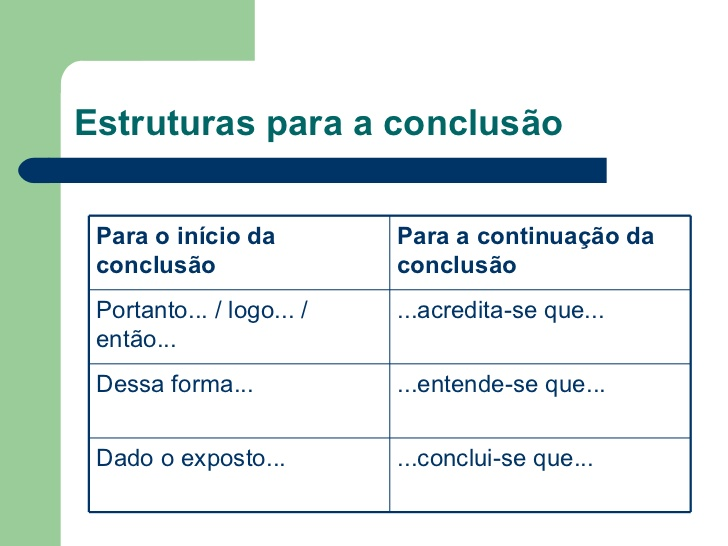 Estruturas para a conclusão
Para o início da
conclusão
Para a continuação da
conclusão
Portanto... / logo... /
então...
...acredita-se que...
Dessa forma...
...entende-se que...
Dado o exposto...
...conclui-se que...